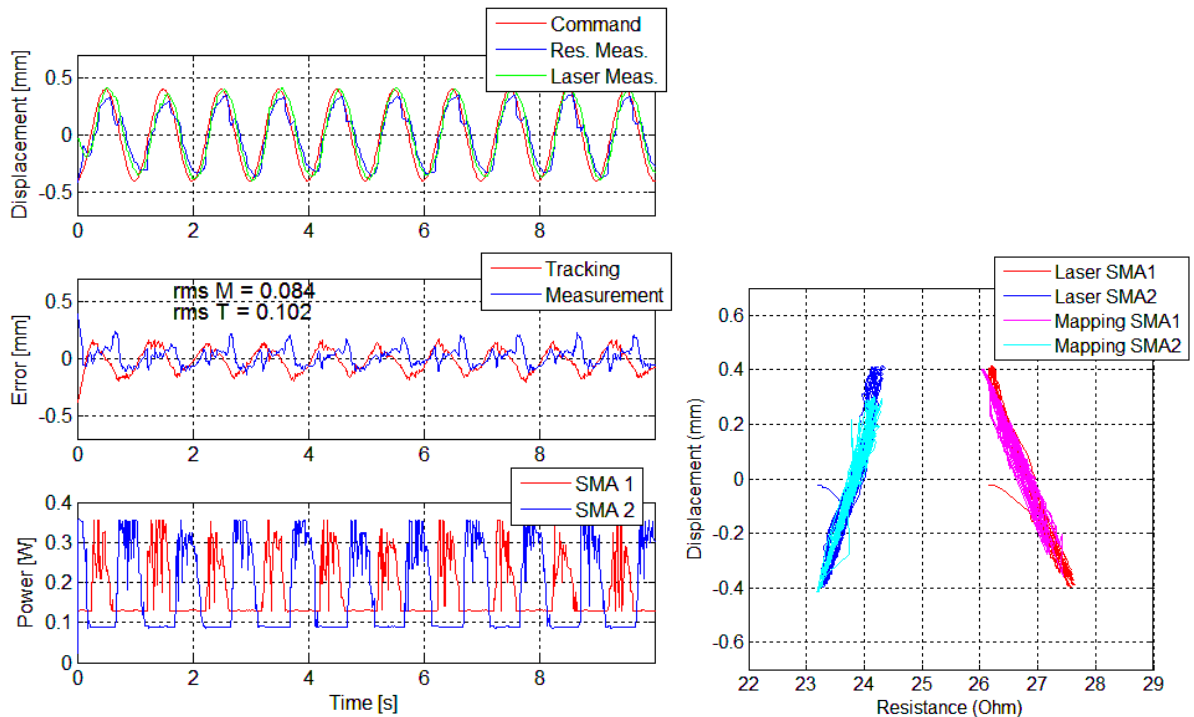 Command
Res. Meas.
Laser Meas.
Displacement [mm]
0.5
0
-0.5
0
2
4
6
8
Tracking
Measurement
rms M = 0.084
rms T = 0.102
Error [mm]
0.5
0
-0.5
0
2
4
6
8
SMA 1
SMA 2
Power [W]
0.4
0.3
0.2
0.1
0
0
2
4
6
8
Time [s]
Laser SMA1
Laser SMA2
Mapping SMA1
Mapping SMA2
Displacement (mm)
0.6
0.4
0.2
0
-0.2
-0.4
-0.6
22
23
24
25
26
27
28
29
Resistance (Ohm)